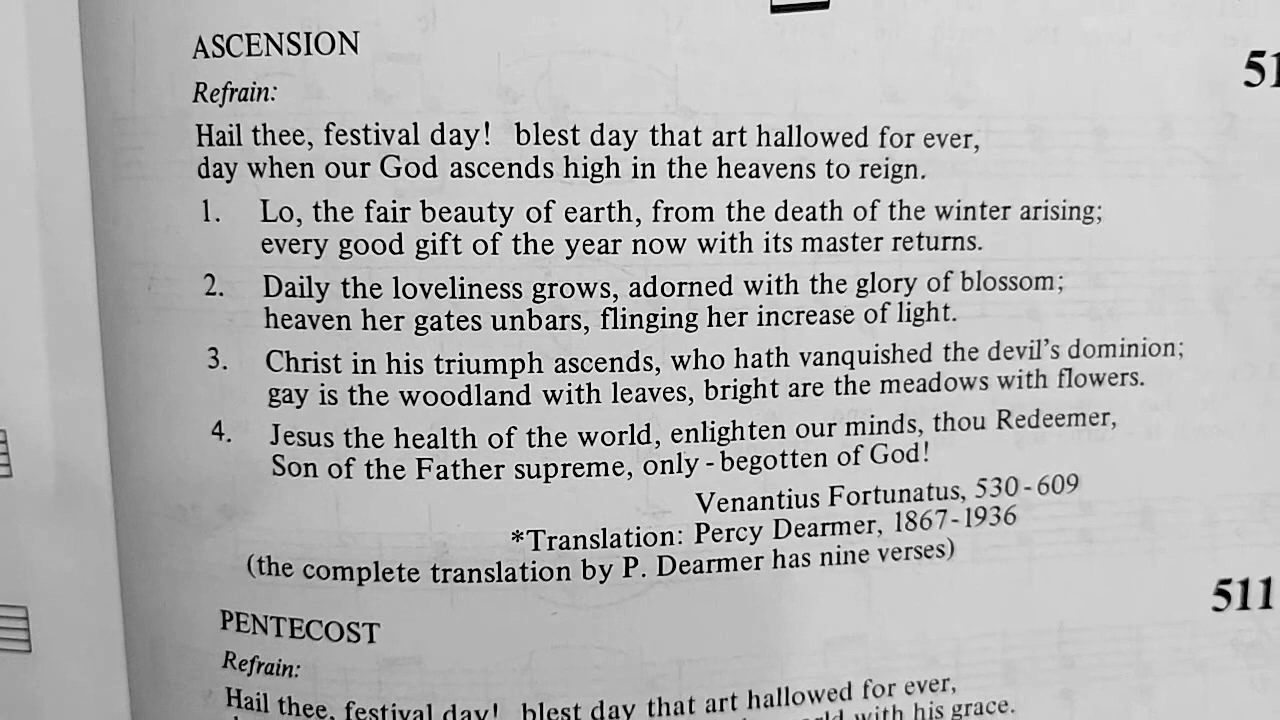 ASCENSION
51
Refrain:
Hail thee, festival day! blest day that art hallowed for ever,
day when our God ascends high in the heavens to reign.
1. Lo, the fair beauty of earth, from the death of the winter arising;
every good gift of the year now with its master returns.
2. Daily the loveliness grows, adorned with the glory of blossom;
heaven her gates unbars, flinging her increase of light.
3. Christ in his triumph ascends, who hath vanquished the devil's dominion;
gay is the woodland with leaves, bright are the meadows with flowers.
4. Jesus the health of the world, enlighten our minds, thou Redeemer,
Son of the Father supreme, only-begotten of God!
Venantius Fortunatus, 530-609
*Translation: Percy Dearmer, 1867-1936
(the complete translation by P. Dearmer has nine verses)
511
PENTECOST
Refrain:
Hail thee, festival day! blest day that art hallowed for ever,
with his grace.